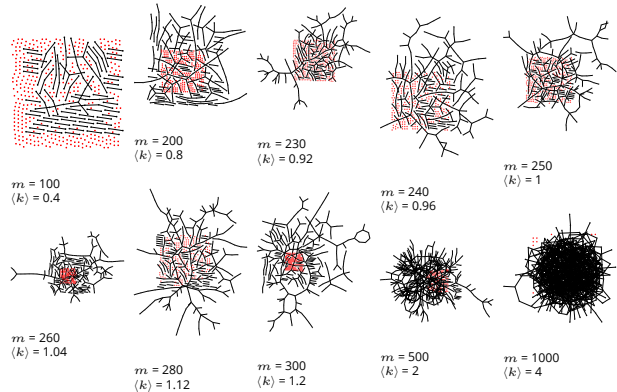 m = 100
⟨k⟩ = 0.4
m = 200
⟨k⟩ = 0.8
m = 230
⟨k⟩ = 0.92
m = 240
⟨k⟩ = 0.96
m = 250
⟨k⟩ = 1
m = 260
⟨k⟩ = 1.04
m = 280
⟨k⟩ = 1.12
m = 300
⟨k⟩ = 1.2
m = 500
⟨k⟩ = 2
m = 1000
⟨k⟩ = 4